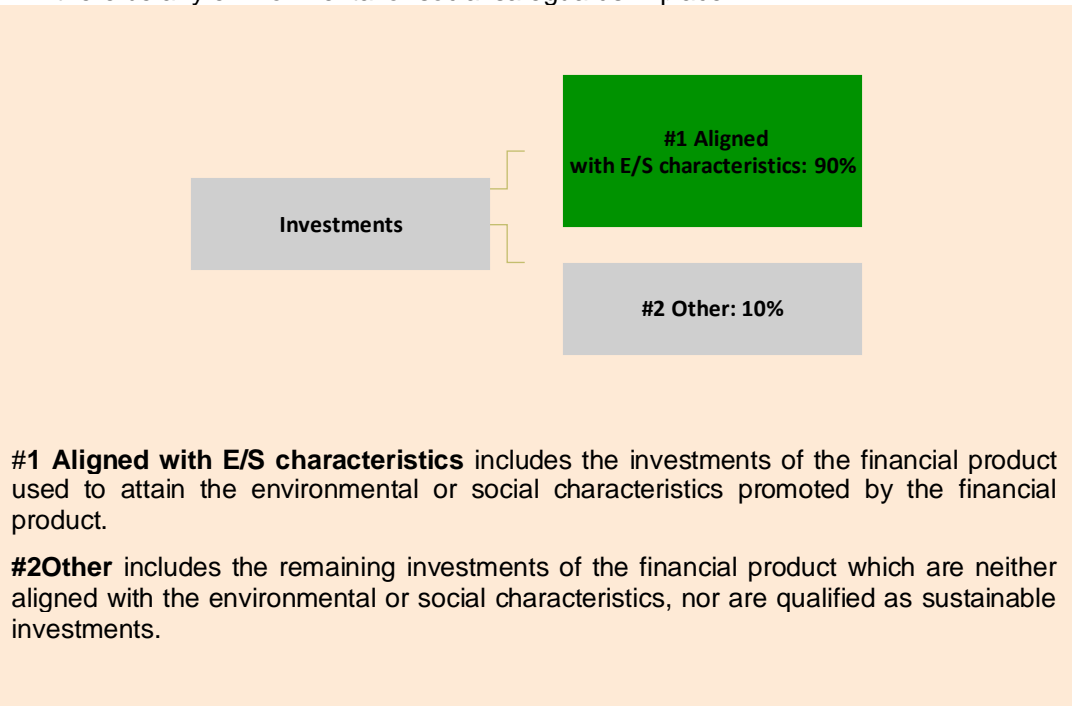 #1 Aligned
with E/S characteristics: 90%
Investments
#2 Other: 10%
#1 Aligned with E/S characteristics includes the investments of the financial product
used to attain the environmental or social characteristics promoted by the financial
product.
#2Other includes the remaining investments of the financial product which are neither
aligned with the environmental or social characteristics, nor are qualified as sustainable
investments.